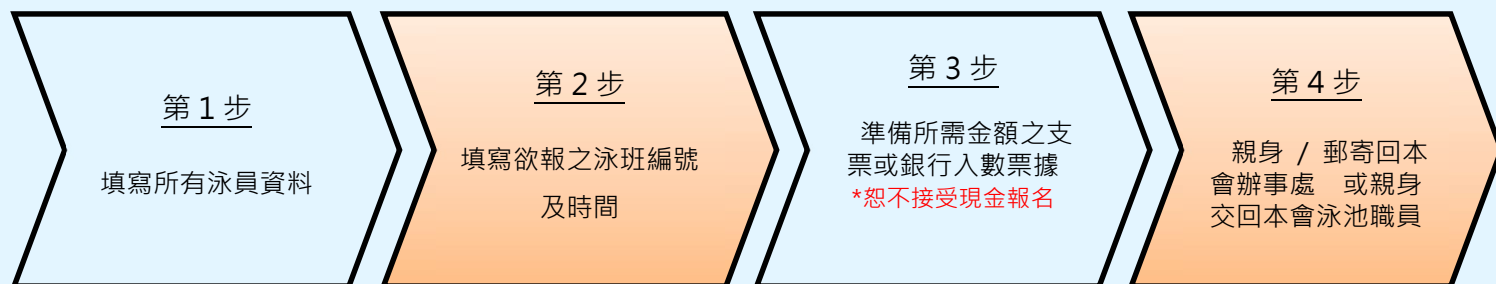 第 1 步
填寫所有泳員資料
第 2 步
填寫欲報之泳班編號
及時間
第 3 步
準備所需金額之支
票或銀行入數票據
*恕不接受現金報名
第 4 步
親身 / 郵寄回本
會辦事處 或親身
交回本會泳池職員